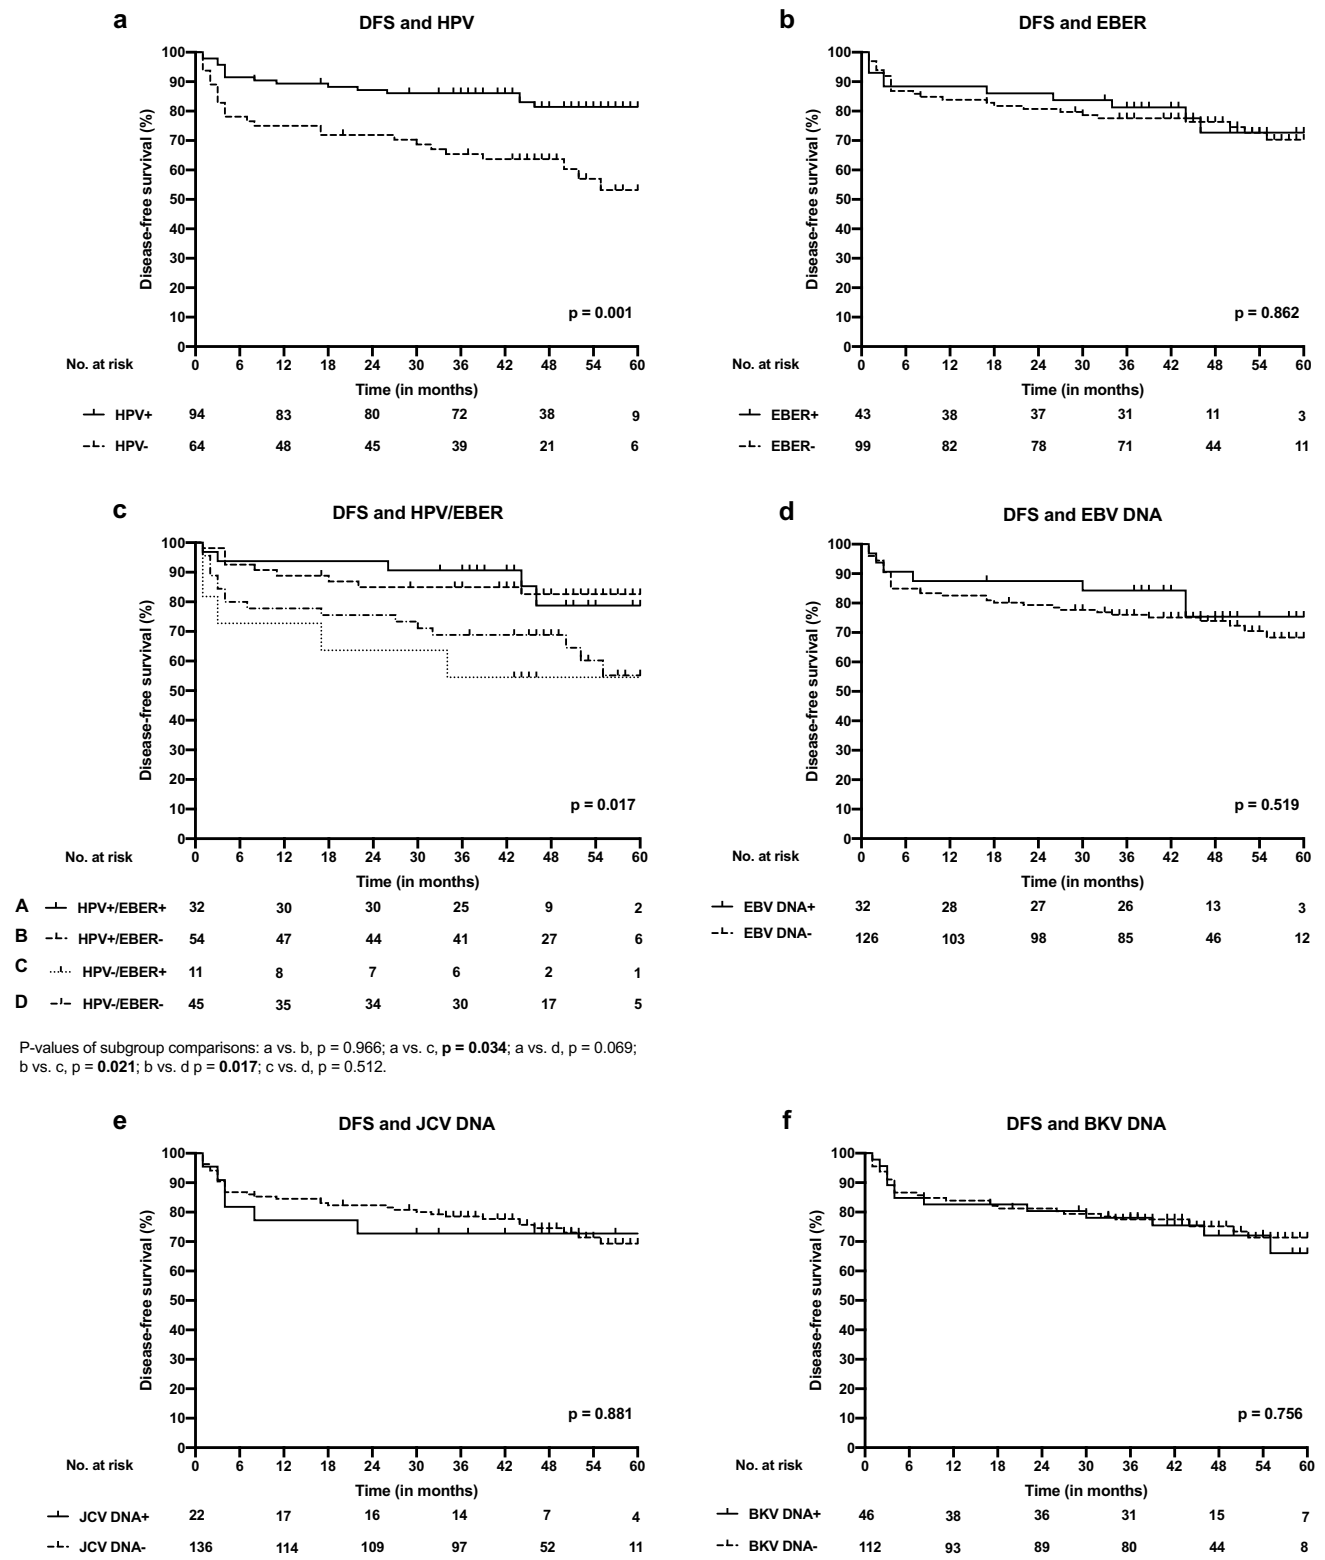 a
DFS and HPV
Disease-free survival (%)
100
90
80
70
60
50
40
30
20
10
0
p = 0.001
0 6 12 18 24 30 36 42 48 54 60
No. at risk
Time (in months)
HPV+ 94 83 80 72 38 9
HPV- 64 48 45 39 21 6
b
DFS and EBER
Disease-free survival (%)
100
90
80
70
60
50
40
30
20
10
0
p = 0.862
0 6 12 18 24 30 36 42 48 54 60
No. at risk
Time (in months)
EBER+ 43 38 37 31 11 3
EBER- 99 82 78 71 44 11
c
DFS and HPV/EBER
Disease-free survival (%)
100
90
80
70
60
50
40
30
20
10
0
p = 0.017
0 6 12 18 24 30 36 42 48 54 60
No. at risk
Time (in months)
A HPV+/EBER+ 32 30 30 25 9 2
B HPV+/EBER- 54 47 44 41 27 6
C HPV-/EBER+ 11 8 7 6 2 1
D HPV-/EBER- 45 35 34 30 17 5
P-values of subgroup comparisons: a vs. b, p = 0.966; a vs. c, p = 0.034; a vs. d, p = 0.069;
b vs. c, p = 0.021; b vs. d p = 0.017; c vs. d, p = 0.512.
d
DFS and EBV DNA
Disease-free survival (%)
100
90
80
70
60
50
40
30
20
10
0
p = 0.519
0 6 12 18 24 30 36 42 48 54 60
No. at risk
Time (in months)
EBV DNA+ 32 28 27 26 13 3
EBV DNA- 126 103 98 85 46 12
e
DFS and JCV DNA
Disease-free survival (%)
100
90
80
70
60
50
40
30
20
10
0
p = 0.881
0 6 12 18 24 30 36 42 48 54 60
No. at risk
Time (in months)
JCV DNA+ 22 17 16 14 7 4
JCV DNA- 136 114 109 97 52 11
f
DFS and BKV DNA
Disease-free survival (%)
100
90
80
70
60
50
40
30
20
10
0
p = 0.756
0 6 12 18 24 30 36 42 48 54 60
No. at risk
Time (in months)
BKV DNA+ 46 38 36 31 15 7
BKV DNA- 112 93 89 80 44 8